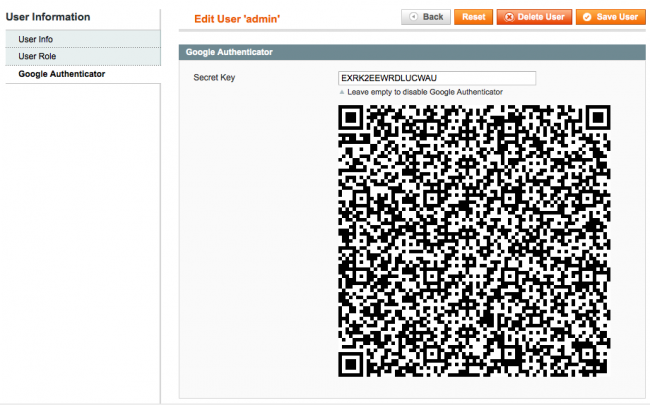 User Information
User Info
User Role
Google Authenticator
Edit User 'admin'
Back
Reset
Delete User
Save User
Google Authenticator
Secret Key
EXRK2EEWRDLUCWAU
Leave empty to disable Google Authenticator